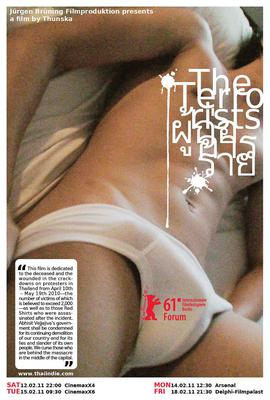 Jürgen Brüning Filmproduktion presents
a film by Thunska
The
Terro
rists
ผู้ก่อการ
ร้าย
“ This film is dedicated
to the deceased and the
wounded in the crack-
downs on protesters in
Thailand from April 10th
– May 19th 2010—the
number of victims of which
is believed to exceed 2,000
—as well as to those Red
Shirts who were assas-
sinated after the incident.
Abhisit Vejjajiva's govern-
ment shall be condemned
for its continuing demolition
of our country and for its
lies and slander of its own
people. We curse those who
are behind the massacre
in the middle of the capital.
”
61
Internationale
Filmfestspiele
Berlin
Forum
www.thaiindie.com
SAT 12.02.11 22:00 CinemaxX4
TUE 15.02.11 09:30 CinemaxX6
MON 14.02.11 12:30 Arsenal
FRI 18.02.11 21:30 Delphi-Filmpalast